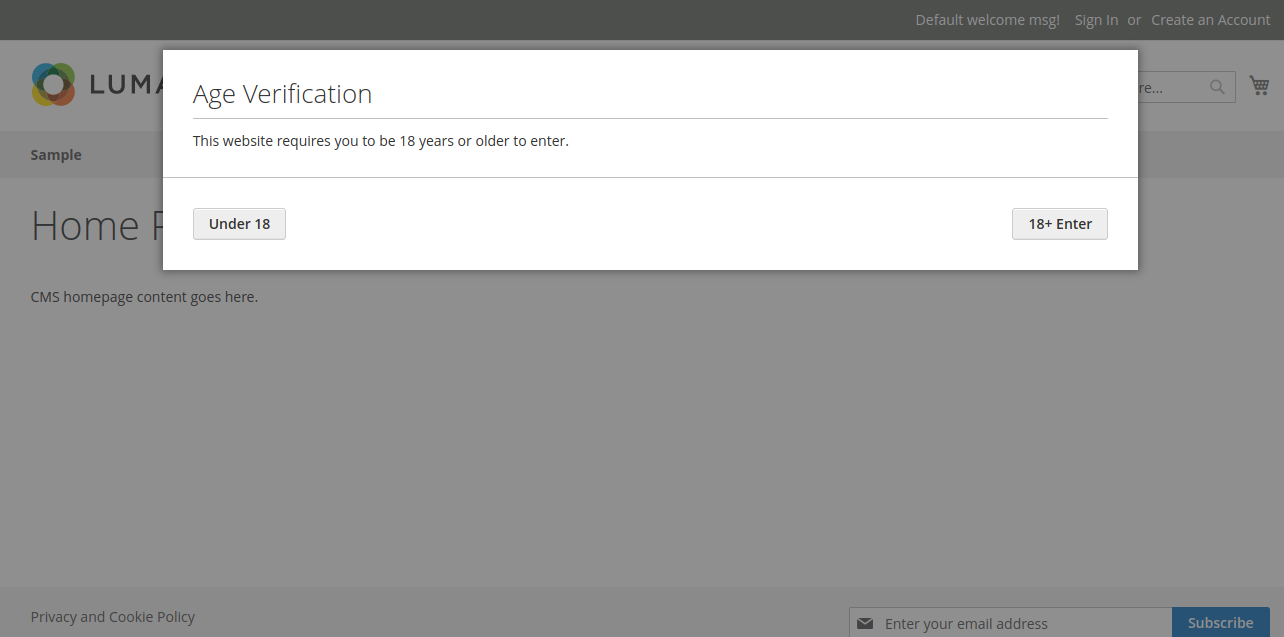 Default welcome msg! Sign In or Create an Account
LUMA
re...
Age Verification
This website requires you to be 18 years or older to enter.
Sample
Under 18
18+ Enter
Home
CMS homepage content goes here.
Privacy and Cookie Policy
Enter your email address
Subscribe